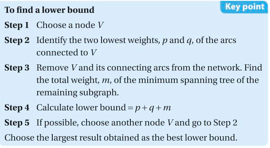 To find a lower bound
Key point
Step 1 Choose a node V
Step 2 Identify the two lowest weights, p and q, of the arcs
connected to V
Step 3 Remove V and its connecting arcs from the network. Find
the total weight, m, of the minimum spanning tree of the
remaining subgraph.
Step 4 Calculate lower bound = p + q + m
Step 5 If possible, choose another node V and go to Step 2
Choose the largest result obtained as the best lower bound.